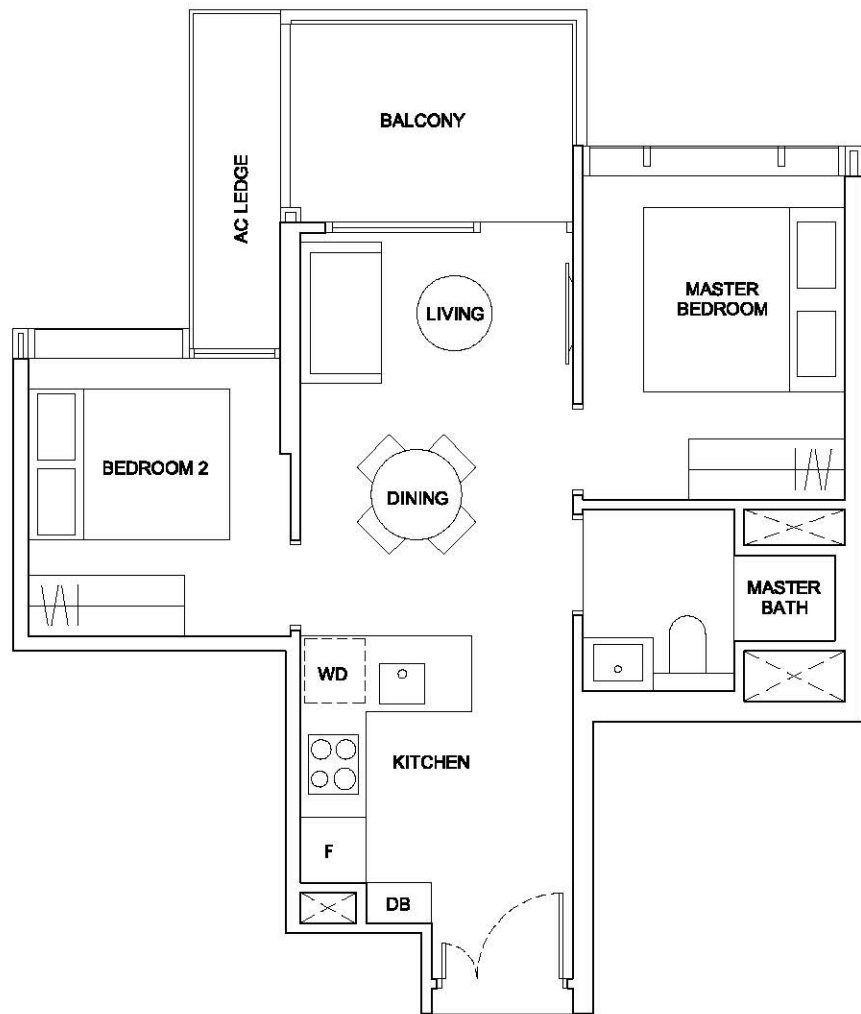 BALCONY
AC LEDGE
MASTER
BEDROOM
LIVING
BEDROOM 2
DINING
MASTER
BATH
WD
KITCHEN
F
DB